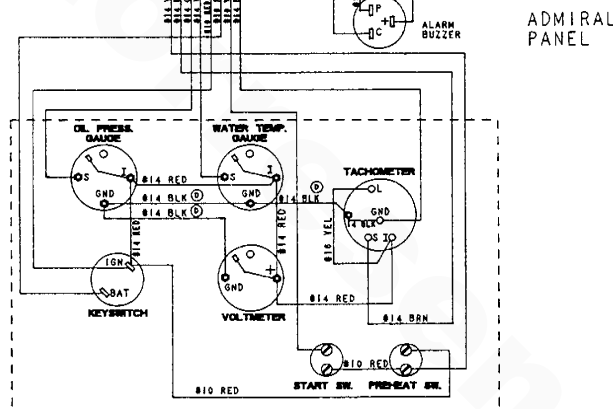 ADMIRAL
PANEL
P
+
C
ALARM
BUZZER
OIL PRESS.
GAUGE
WATER TEMP.
GAUGE
TACHOMETER
S
I
GND
#14 RED
#14 BLK D
#14 BLK D
#14 RED
S
I
GND
#14 BLK
D
#14 RED
L
GND
14 BLK
S I
#16 YEL
IGN
BAT
KEYSWITCH
GND
+
VOLTMETER
#14 RED
#14 BRN
#10 RED
START SW.
PREHEAT SW.
#10 RED